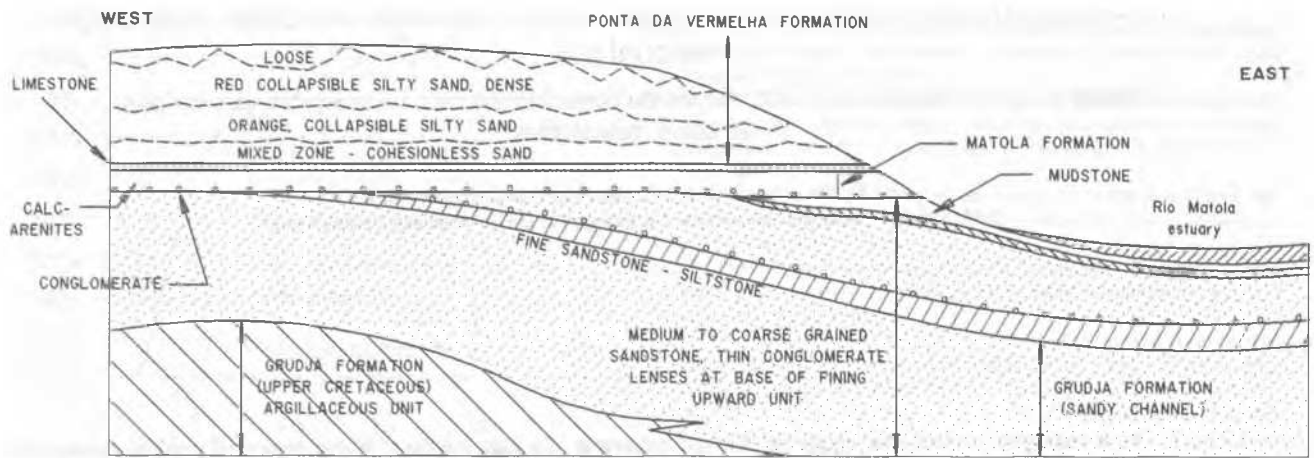 WEST
PONTA DA VERMELHA FORMATION
EAST
LOOSE
LIMESTONE
RED COLLAPSIBLE SILTY SAND, DENSE
ORANGE, COLLAPSIBLE SILTY SAND
MIXED ZONE - COHESIONLESS SAND
MATOLA FORMATION
MUDSTONE
CALC-
ARENITES
Rio Matola
estuary
CONGLOMERATE
FINE SANDSTONE - SILTSTONE
MEDIUM TO COARSE GRAINED
SANDSTONE, THIN CONGLOMERATE
LENSES AT BASE OF FINING
UPWARD UNIT
GRUDJA FORMATION
(UPPER CRETACEOUS)
ARGILLACEOUS UNIT
GRUDJA FORMATION
(SANDY CHANNEL)